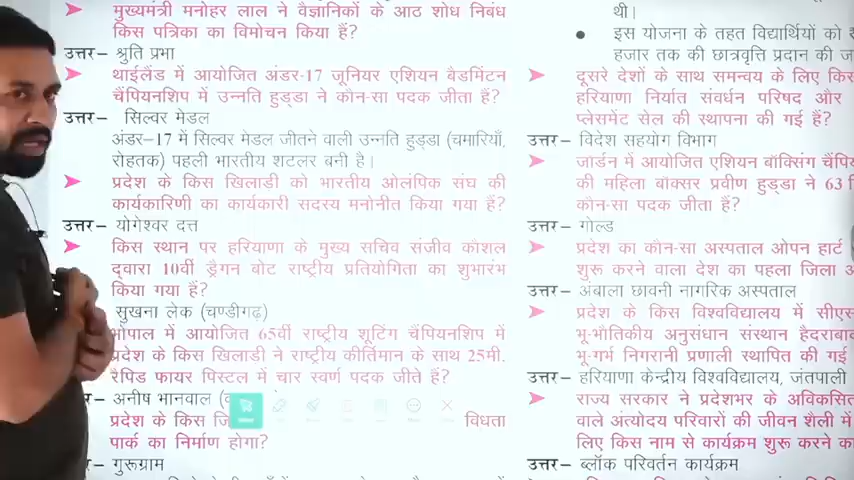 मुख्यमंत्री मनोहर लाल ने वैज्ञानिकों के आठ शोध निबंध
किस पत्रिका का विमोचन किया हैं?
उत्तर– श्रुति प्रभा
थाईलैंड में आयोजित अंडर-17 जूनियर एशियन बैडमिंटन
चैंपियनशिप में उन्नति हुड्डा ने कौन-सा पदक जीता हैं?
उत्तर– सिल्वर मेडल
अंडर–17 में सिल्वर मेडल जीतने वाली उन्नति हुड्डा (चमारियाँ,
रोहतक) पहली भारतीय शटलर बनी है।
प्रदेश के किस खिलाडी को भारतीय ओलंपिक संघ की
कार्यकारिणी का कार्यकारी सदस्य मनोनीत किया गया हैं?
उत्तर– योगेश्वर दत्त
किस स्थान पर हरियाणा के मुख्य सचिव संजीव कौशल
द्वारा 10वीं ड्रैगन बोट राष्ट्रीय प्रतियोगिता का शुभारंभ
किया गया हैं?
सुखना लेक (चण्डीगढ़)
भोपाल में आयोजित 65वीं राष्ट्रीय शूटिंग चैंपियनशिप में
प्रदेश के किस खिलाडी ने राष्ट्रीय कीर्तिमान के साथ 25मी.
रैपिड फायर पिस्टल में चार स्वर्ण पदक जीते हैं?
अनीष भानवाल
प्रदेश के किस विधता
पार्क का निर्माण होगा?
गुरूग्राम
थी।
इस योजना के तहत विद्यार्थियों को
हजार तक की छात्रवृत्ति प्रदान की
दूसरे देशों के साथ समन्वय के लिए
हरियाणा निर्यात संवर्धन परिषद और
प्लेसमेंट सेल की स्थापना की गई हैं?
उत्तर– विदेश सहयोग विभाग
जार्डन में आयोजित एशियन बॉक्सिंग
की महिला बॉक्सर प्रवीण हुड्डा ने 63
कौन-सा पदक जीता हैं?
उत्तर– गोल्ड
प्रदेश का कौन-सा अस्पताल ओपन हार्ट
शुरू करने वाला देश का पहला जिला
उत्तर– अंबाला छावनी नागरिक अस्पताल
प्रदेश के किस विश्वविद्यालय में
भू-भौतिकीय अनुसंधान संस्थान
भू-गर्भ निगरानी प्रणाली स्थापित की गई
उत्तर– हरियाणा केन्द्रीय विश्वविद्यालय, जंतपाली
राज्य सरकार ने प्रदेशभर के
वाले अंत्योदय परिवारों की जीवन शैली में
लिए किस नाम से कार्यक्रम शुरू करने
उत्तर– ब्लॉक परिवर्तन कार्यक्रम